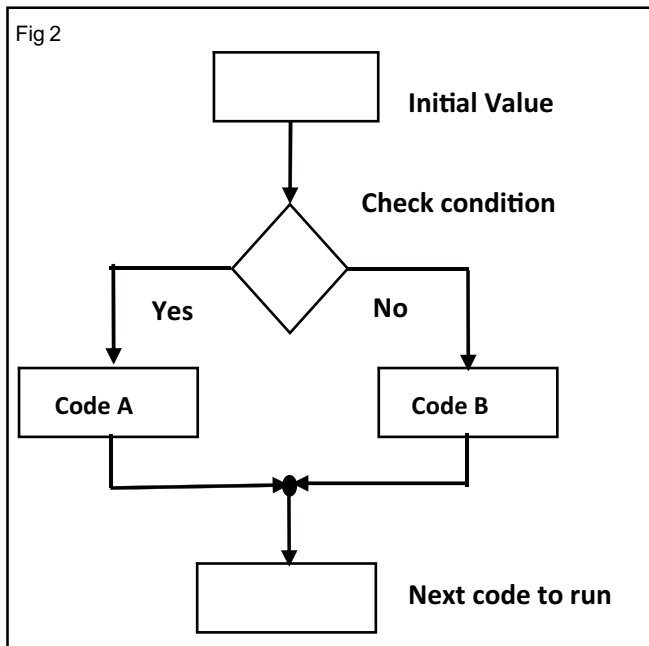 Fig 2
Initial Value
Check condition
Yes
No
Code A
Code B
Next code to run